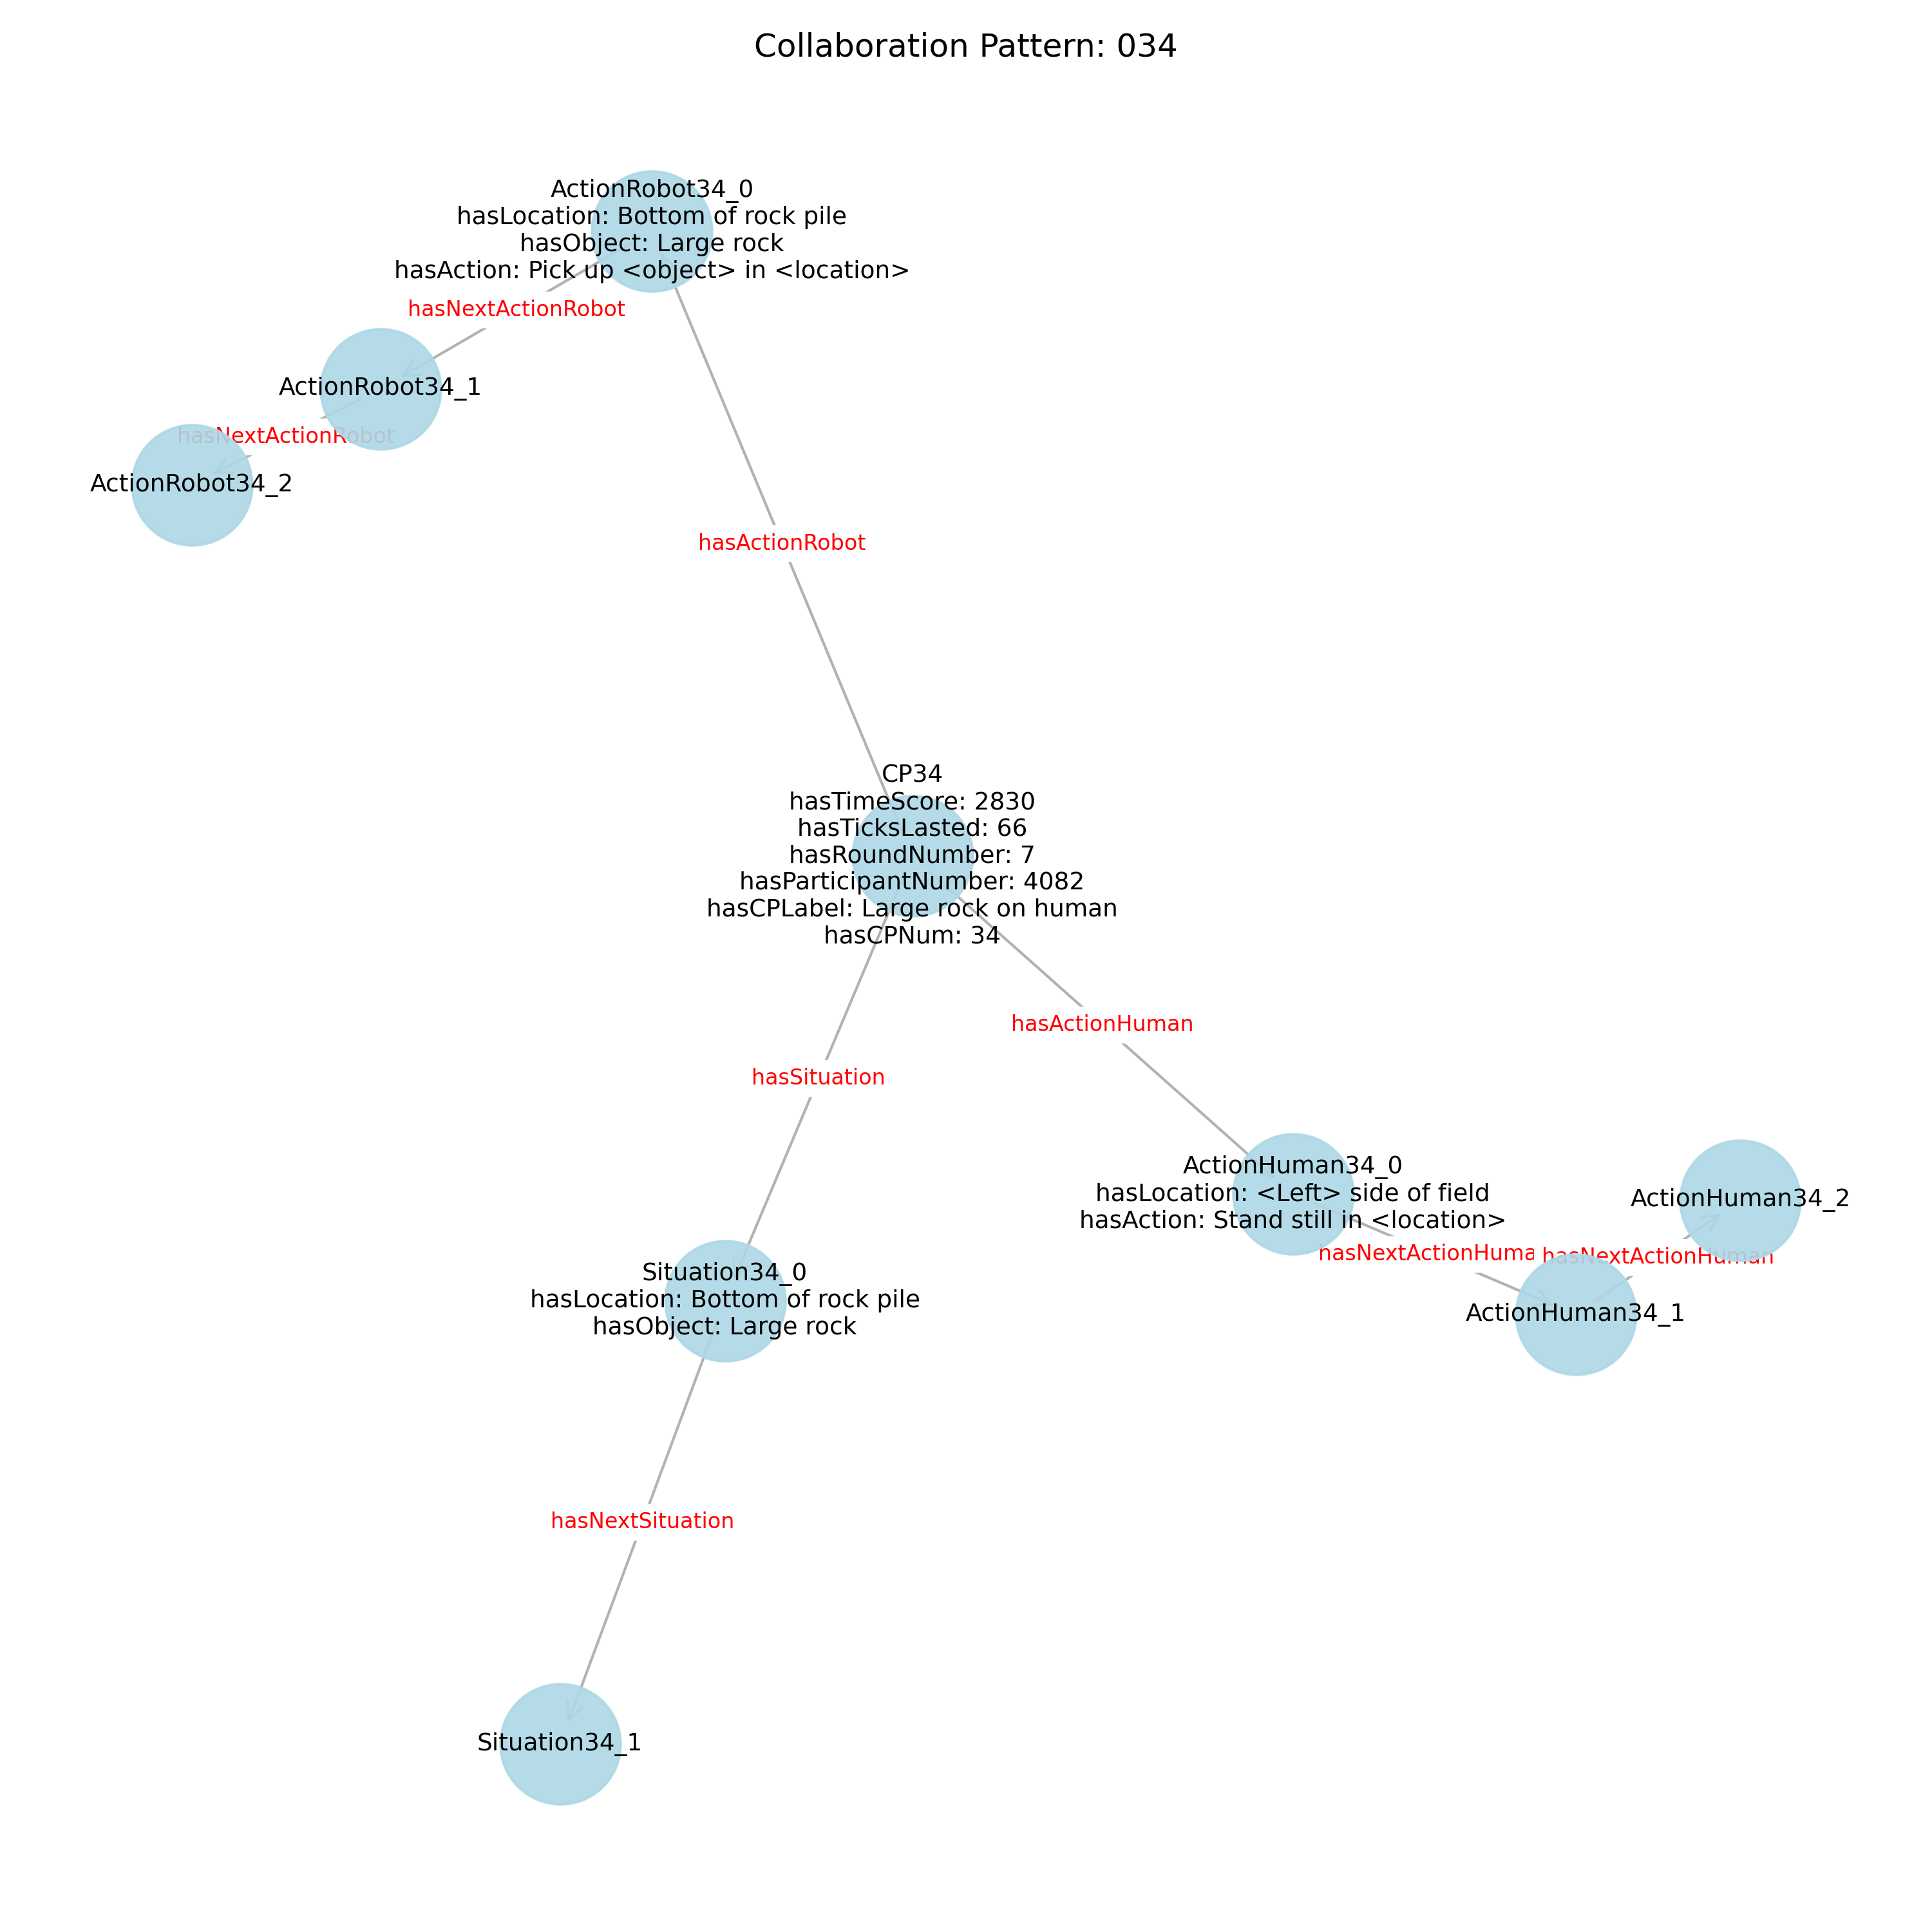 Collaboration Pattern: 034
ActionRobot34_0
hasLocation: Bottom of rock pile
hasObject: Large rock
hasAction: Pick up <object> in <location>
hasNextActionRobot
ActionRobot34_1
hasNextActionRobot
ActionRobot34_2
hasActionRobot
CP34
hasTimeScore: 2830
hasTicksLasted: 66
hasRoundNumber: 7
hasParticipantNumber: 4082
hasCPLabel: Large rock on human
hasCPNum: 34
hasActionHuman
hasSituation
ActionHuman34_0
hasLocation: <Left> side of field
hasAction: Stand still in <location>
ActionHuman34_2
hasNextActionHuma
hasNextActionHuman
ActionHuman34_1
Situation34_0
hasLocation: Bottom of rock pile
hasObject: Large rock
hasNextSituation
Situation34_1